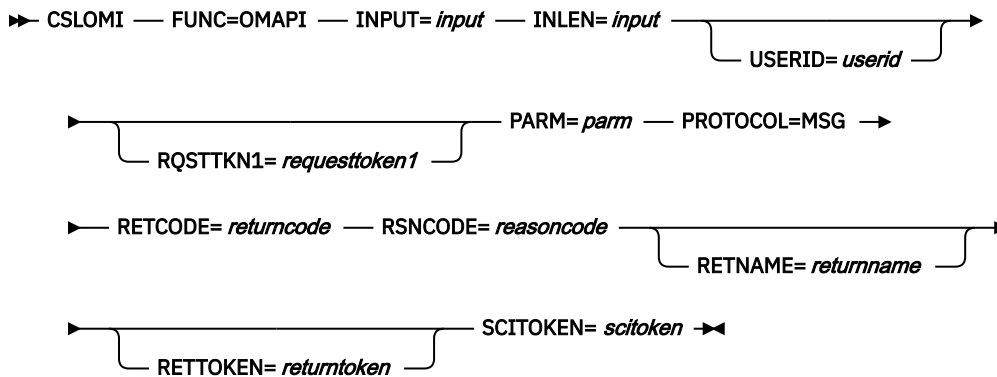 CSLOMI FUNC=OMAPI INPUT= input INLEN= input
USERID= userid
PARM= parm PROTOCOL=MSG
RQSTTKN1= requesttoken1
RETCODE= returncode RSNCODE= reasoncode
RETNAME= returnname
SCITOKEN= scitoken
RETTOKEN= returntoken